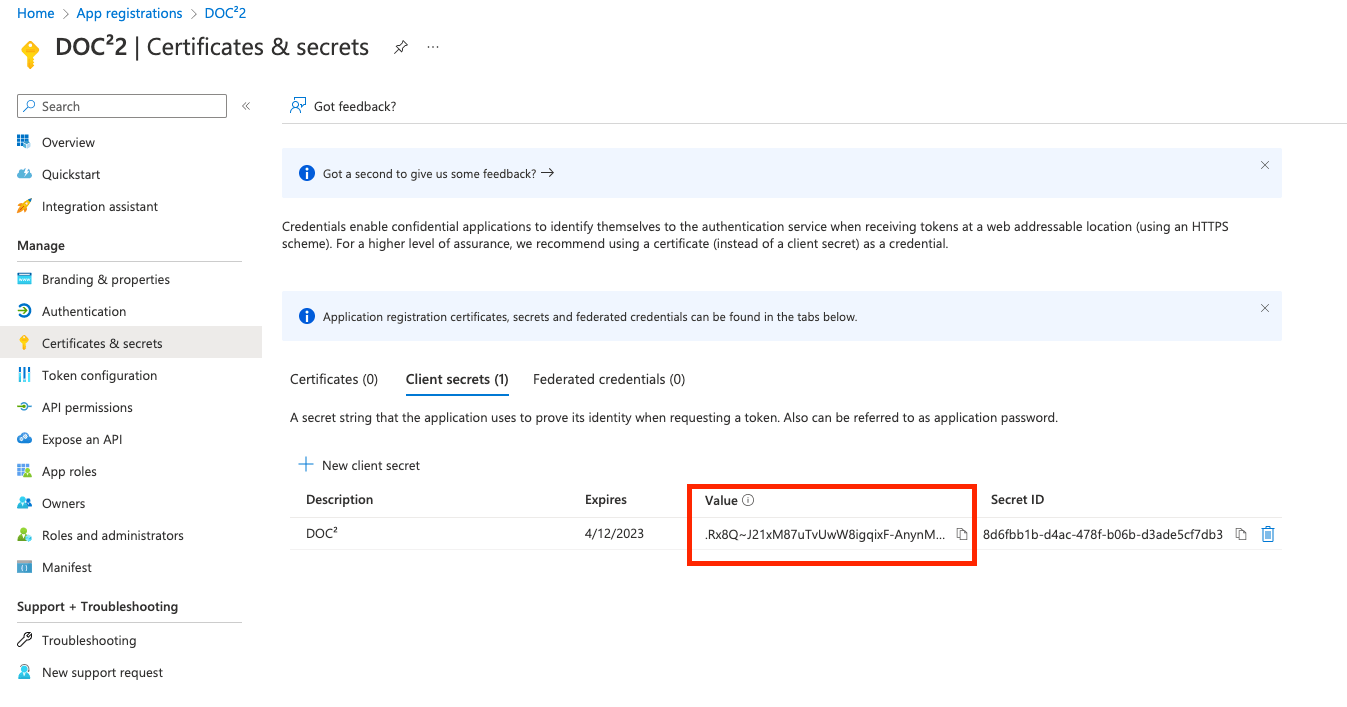 Home > App registrations > DOC²2
DOC²2 | Certificates & secrets ...
Search «
Got feedback?
Overview
Quickstart
Integration assistant
Manage
Branding & properties
Authentication
Certificates & secrets
Token configuration
API permissions
Expose an API
App roles
Owners
Roles and administrators
Manifest
Support + Troubleshooting
Troubleshooting
New support request
Got a second to give us some feedback? →
Credentials enable confidential applications to identify themselves to the authentication service when receiving tokens at a web addressable location (using an HTTPS
scheme). For a higher level of assurance, we recommend using a certificate (instead of a client secret) as a credential.
Application registration certificates, secrets and federated credentials can be found in the tabs below.
Certificates (0) Client secrets (1) Federated credentials (0)
A secret string that the application uses to prove its identity when requesting a token. Also can be referred to as application password.
New client secret
Description Expires Value Secret ID
DOC² 4/12/2023 .Rx8Q~J21xM87uTvUwW8igqixF-AnynM... 8d6fbb1b-d4ac-478f-b06b-d3ade5cf7db3